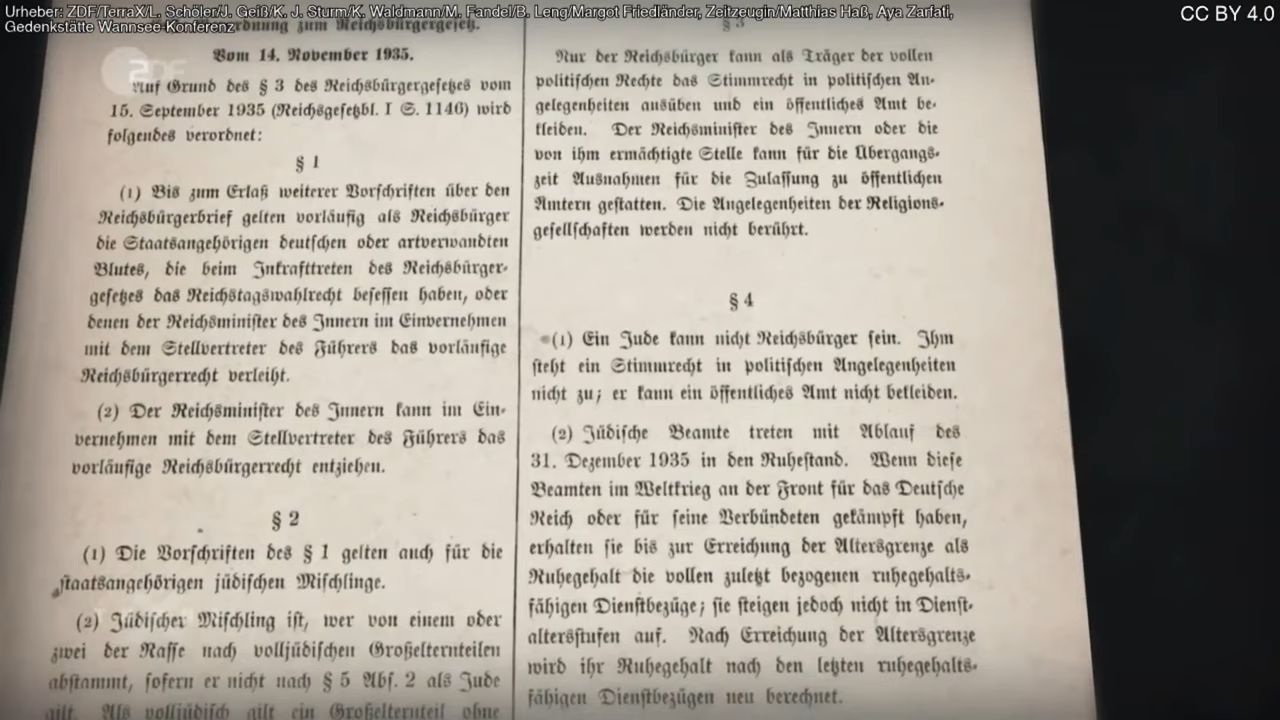 Urheber: ZDF/TerraX/L. Schöler/J. Geiß/K. J. Sturm/K. Waldmann/M. Fandel/B. Leng/Margot Friedländer, Zeitzeugin/Matthias Haß, Aya Zarfati,
Gedenkstätte Wannsee-Konferenz
CC BY 4.0
ZDF
zum Reichsbürgergesetz.
Vom 14. November 1935.
Auf Grund des § 3 des Reichsbürgergesetzes vom
15. September 1935 (Reichsgesetzbl. I S. 1146) wird
folgendes verordnet:
§ 1
(1) Bis zum Erlaß weiterer Vorschriften über den
Reichsbürgerbrief gelten vorläufig als Reichsbürger
die Staatsangehörigen deutschen oder artverwandten
Blutes, die beim Inkrafttreten des Reichsbürger-
gesetzes das Reichstagswahlrecht besessen haben, oder
denen der Reichsminister des Innern im Einvernehmen
mit dem Stellvertreter des Führers das vorläufige
Reichsbürgerrecht verleiht.
(2) Der Reichsminister des Innern kann im Ein-
vernehmen mit dem Stellvertreter des Führers das
vorläufige Reichsbürgerrecht entziehen.
§ 2
(1) Die Vorschriften des § 1 gelten auch für die
staatsangehörigen jüdischen Mischlinge.
(2) Jüdischer Mischling ist, wer von einem oder
zwei der Rasse nach volljüdischen Großelternteilen
abstammt, sofern er nicht nach § 5 Abs. 2 als Jude
gilt. Als volljüdisch gilt ein Großelternteil ohne
§ 3
Nur der Reichsbürger kann als Träger der vollen
politischen Rechte das Stimmrecht in politischen An-
gelegenheiten ausüben und ein öffentliches Amt be-
kleiden. Der Reichsminister des Innern oder die
von ihm ermächtigte Stelle kann für die Übergangs-
zeit Ausnahmen für die Zulassung zu öffentlichen
Ämtern gestatten. Die Angelegenheiten der Religions-
gesellschaften werden nicht berührt.
§ 4
(1) Ein Jude kann nicht Reichsbürger sein. Ihm
steht ein Stimmrecht in politischen Angelegenheiten
nicht zu; er kann ein öffentliches Amt nicht bekleiden.
(2) Jüdische Beamte treten mit Ablauf des
31. Dezember 1935 in den Ruhestand. Wenn diese
Beamten im Weltkrieg an der Front für das Deutsche
Reich oder für seine Verbündeten gekämpft haben,
erhalten sie bis zur Erreichung der Altersgrenze als
Ruhegehalt die vollen zuletzt bezogenen ruhegehalts-
fähigen Dienstbezüge; sie steigen jedoch nicht in Dienst-
altersstufen auf. Nach Erreichung der Altersgrenze
wird ihr Ruhegehalt nach den letzten ruhegehalts-
fähigen Dienstbezügen neu berechnet.